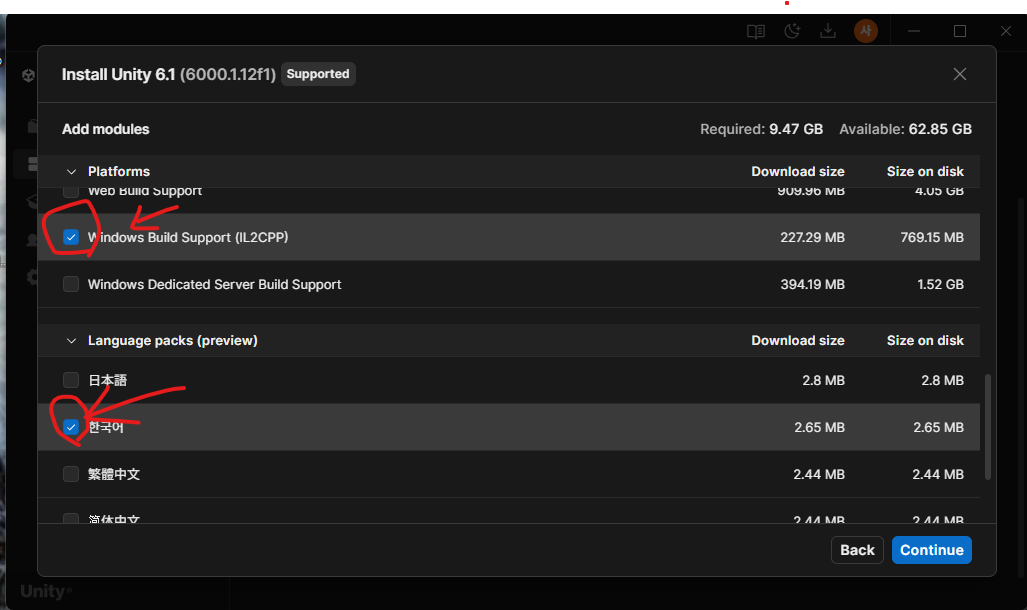 사
Install Unity 6.1 (6000.1.12f1) Supported
Add modules Required: 9.47 GB Available: 62.85 GB
Platforms Download size Size on disk
Web Build Support 909.96 MB 4.05 GB
Windows Build Support (IL2CPP) 227.29 MB 769.15 MB
Windows Dedicated Server Build Support 394.19 MB 1.52 GB
Language packs (preview) Download size Size on disk
日本語 2.8 MB 2.8 MB
한국어 2.65 MB 2.65 MB
繁體中文 2.44 MB 2.44 MB
简体中文 2.44 MB 2.44 MB
Back Continue
Unity